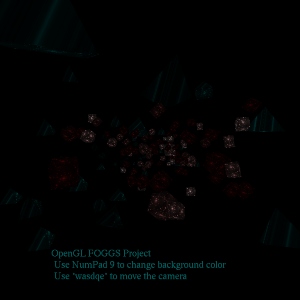 OpenGL FOGGS Project
Use NumPad 9 to change background color
Use 'wasdqe' to move the camera